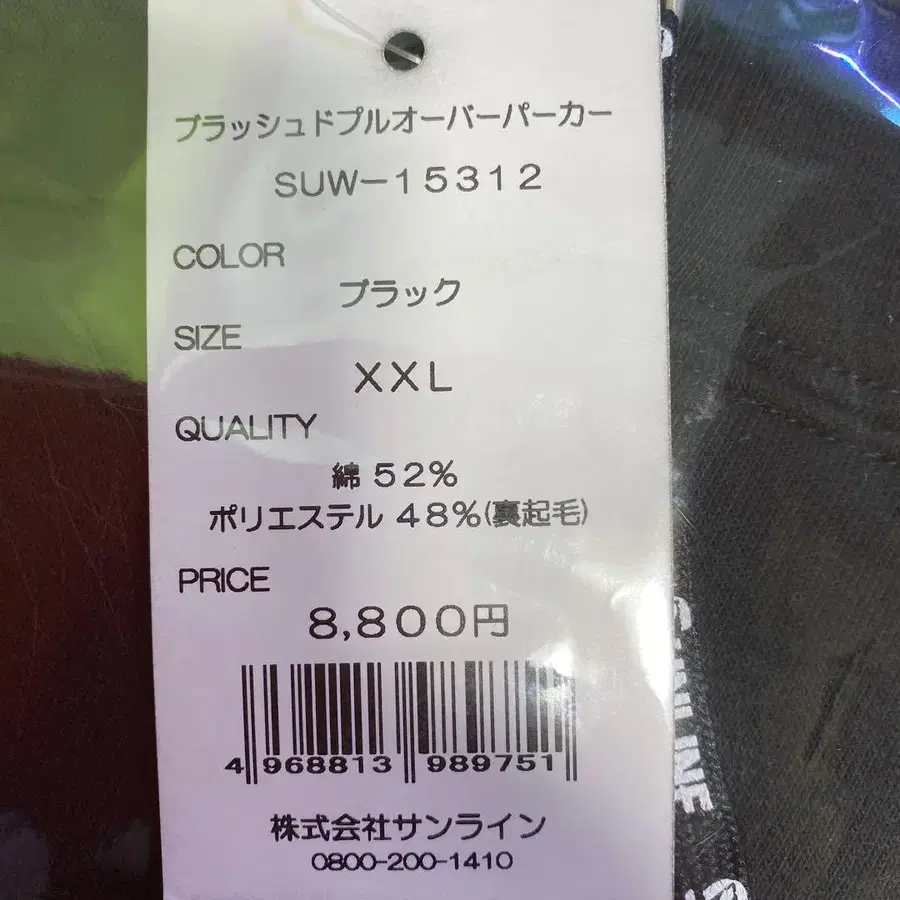 ブラッシュドプルオーバーパーカー
SUW-15312
COLOR
ブラック
SIZE
XXL
QUALITY
綿 52%
ポリエステル 48%(裏起毛)
PRICE
8,800円
4 968813 989751
株式会社サンライン
0800-200-1410
SUNLINE